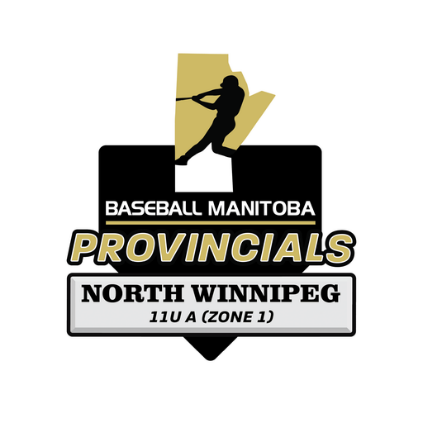 BASEBALL MANITOBA
PROVINCIALS
NORTH WINNIPEG
11U A (ZONE 1)